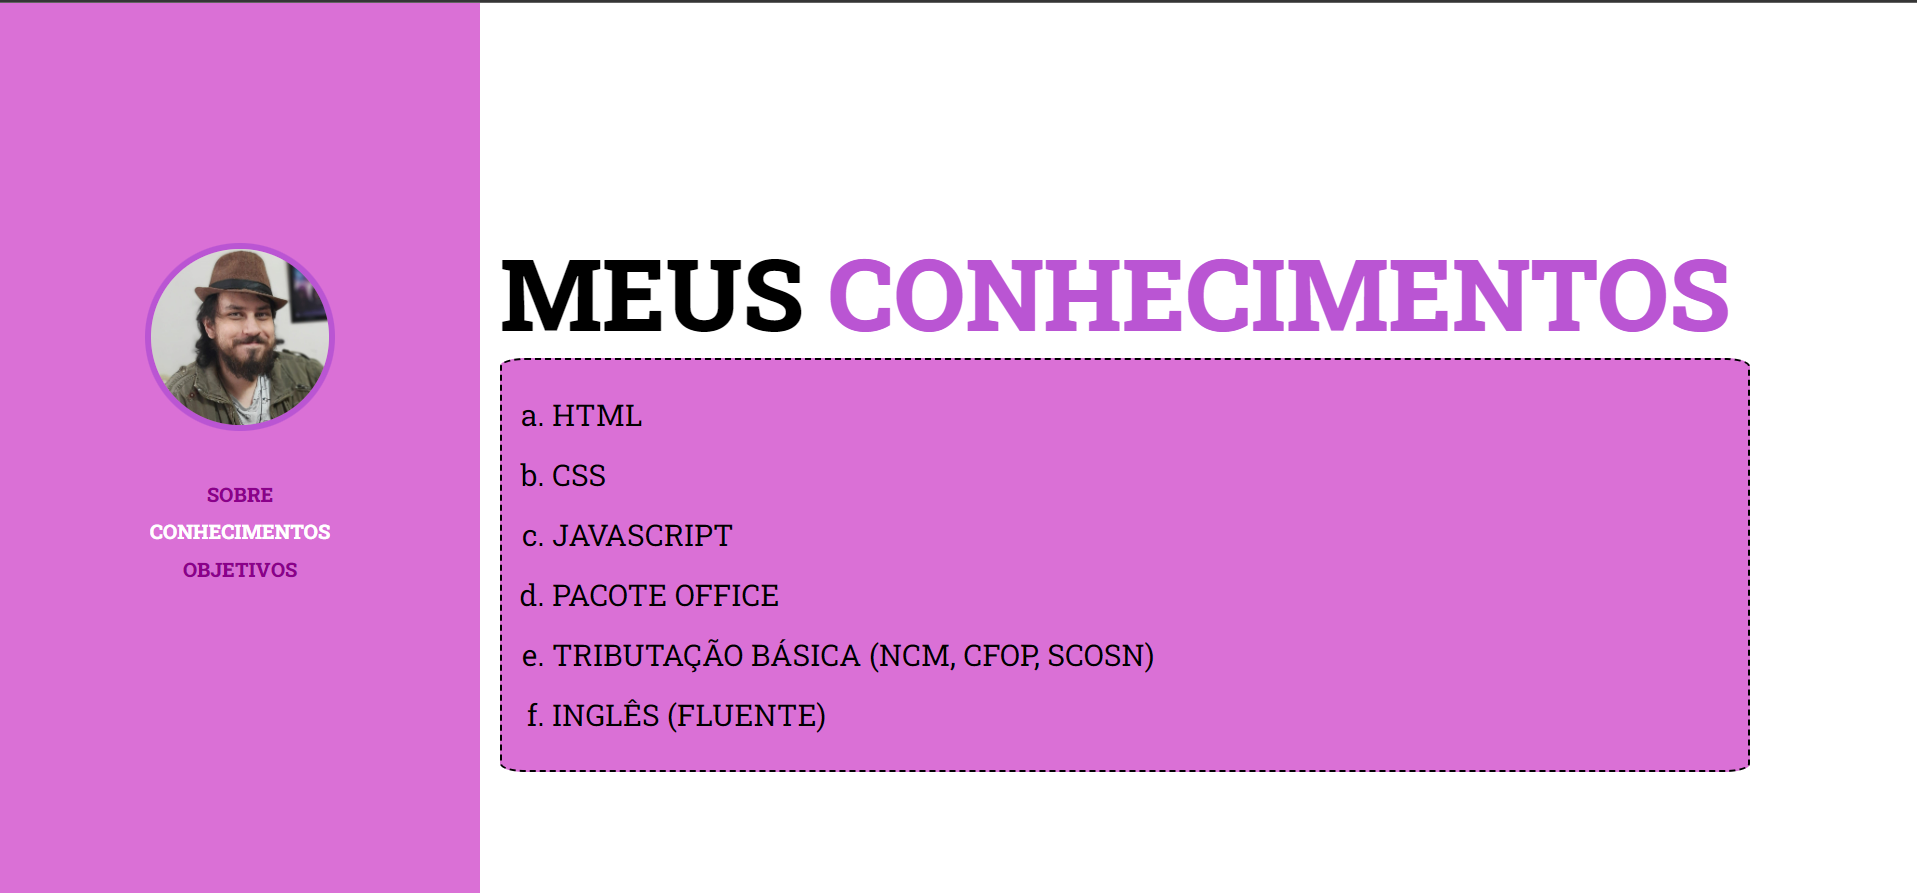 SOBRE
CONHECIMENTOS
OBJETIVOS
MEUS CONHECIMENTOS
a. HTML
b. CSS
c. JAVASCRIPT
d. PACOTE OFFICE
e. TRIBUTAÇÃO BÁSICA (NCM, CFOP, SCOSN)
f. INGLÊS (FLUENTE)